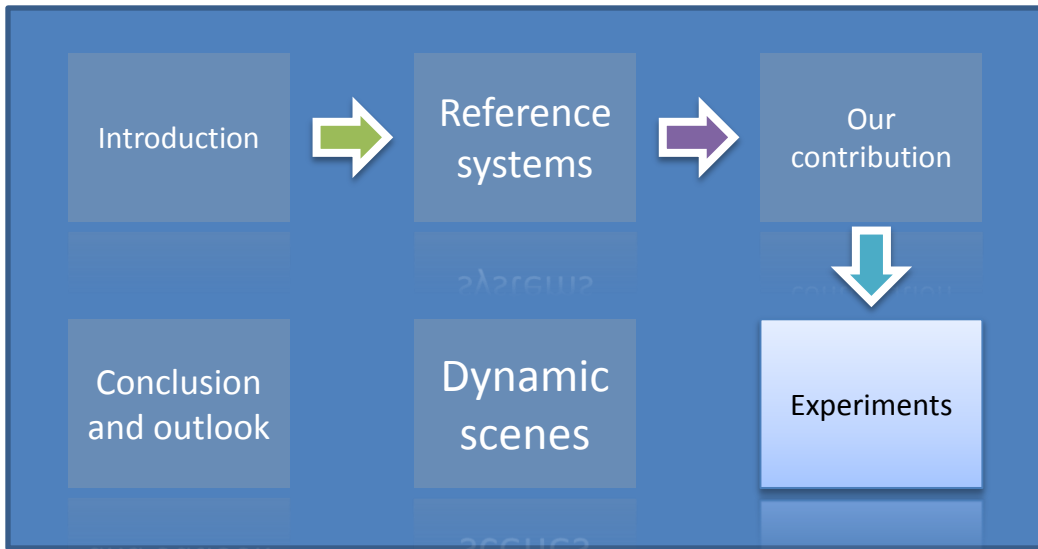 Introduction
Reference
systems
Our
contribution
Conclusion
and outlook
Dynamic
scenes
Experiments